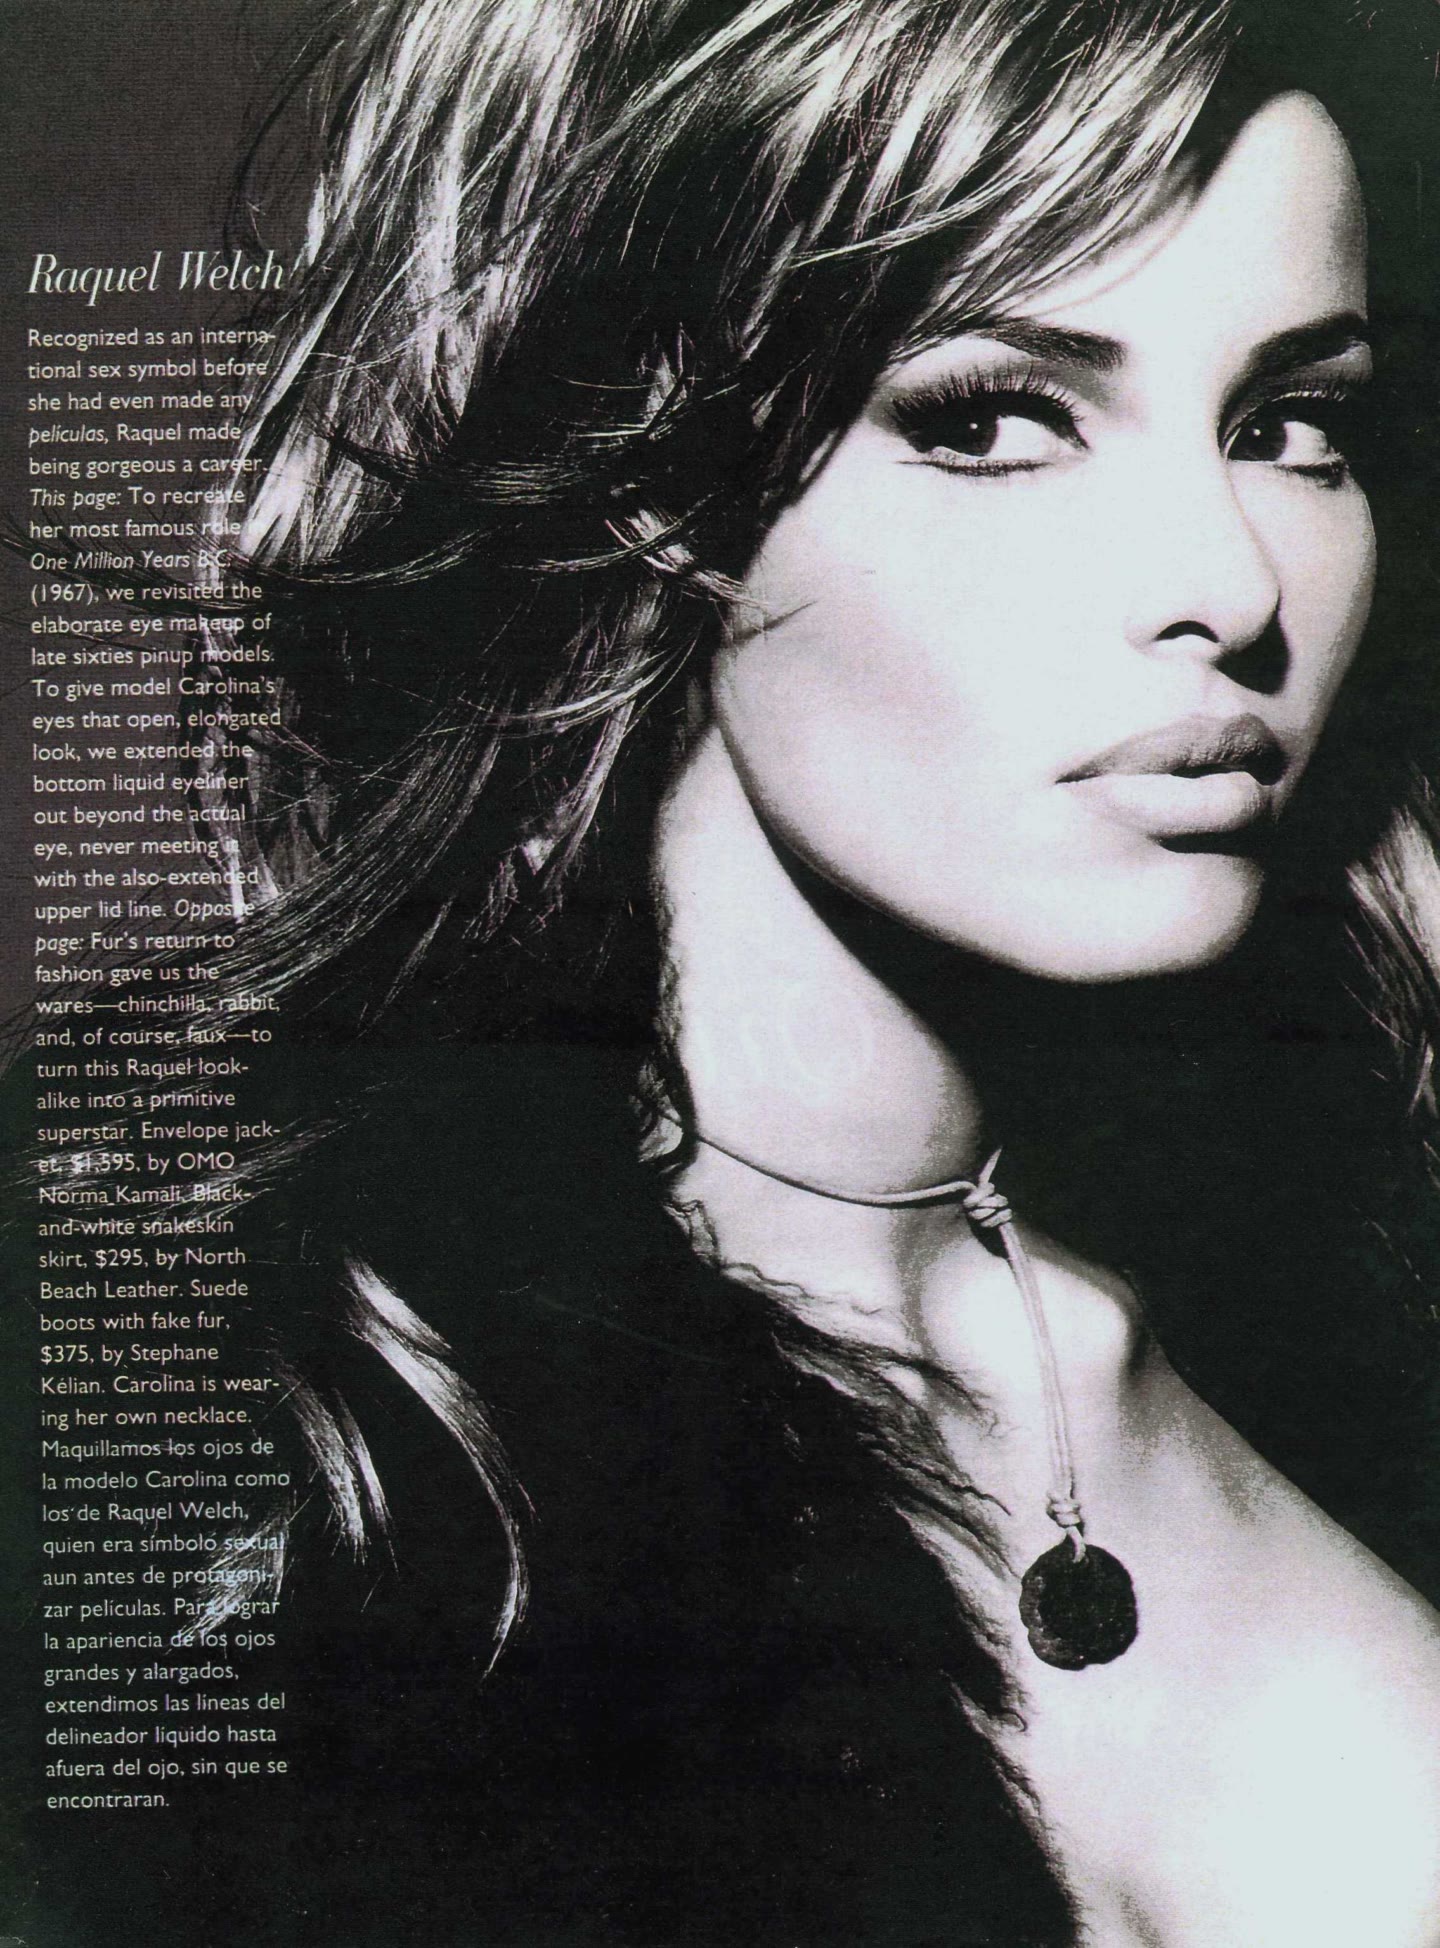 Raquel Welch
Recognized as an interna-
tional sex symbol before
she had even made any
películas, Raquel made
being gorgeous a career.
This page: To recreate
her most famous role in
One Million Years B.C.
(1967), we revisited the
elaborate eye makeup of
late sixties pinup models.
To give model Carolina's
eyes that open, elongated
look, we extended the
bottom liquid eyeliner
out beyond the actual
eye, never meeting it
with the also-extended
upper lid line. Opposite
page: Fur's return to
fashion gave us the
wares—chinchilla, rabbit,
and, of course, faux—to
turn this Raquel look-
alike into a primitive
superstar. Envelope jack-
et, $1,595, by OMO
Norma Kamali. Black-
and-white snakeskin
skirt, $295, by North
Beach Leather. Suede
boots with fake fur,
$375, by Stephane
Kélian. Carolina is wear-
ing her own necklace.
Maquillamos los ojos de
la modelo Carolina como
los de Raquel Welch,
quien era símbolo sexual
aun antes de protagoni-
zar películas. Para lograr
la apariencia de los ojos
grandes y alargados,
extendimos las líneas del
delineador líquido hasta
afuera del ojo, sin que se
encontraran.